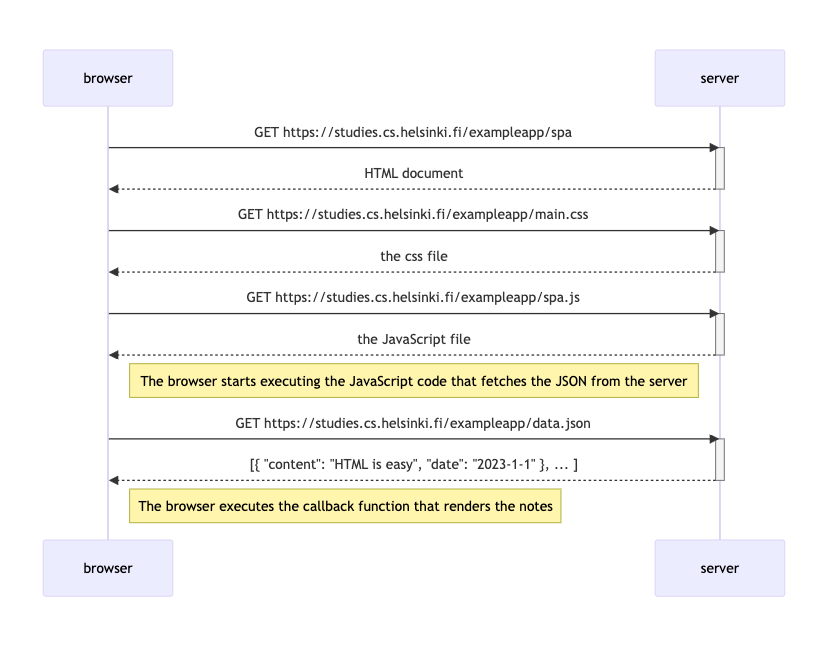 browser
server
GET https://studies.cs.helsinki.fi/exampleapp/spa
HTML document
GET https://studies.cs.helsinki.fi/exampleapp/main.css
the css file
GET https://studies.cs.helsinki.fi/exampleapp/spa.js
the JavaScript file
The browser starts executing the JavaScript code that fetches the JSON from the server
GET https://studies.cs.helsinki.fi/exampleapp/data.json
[{ "content": "HTML is easy", "date": "2023-1-1" }, ... ]
The browser executes the callback function that renders the notes
browser
server